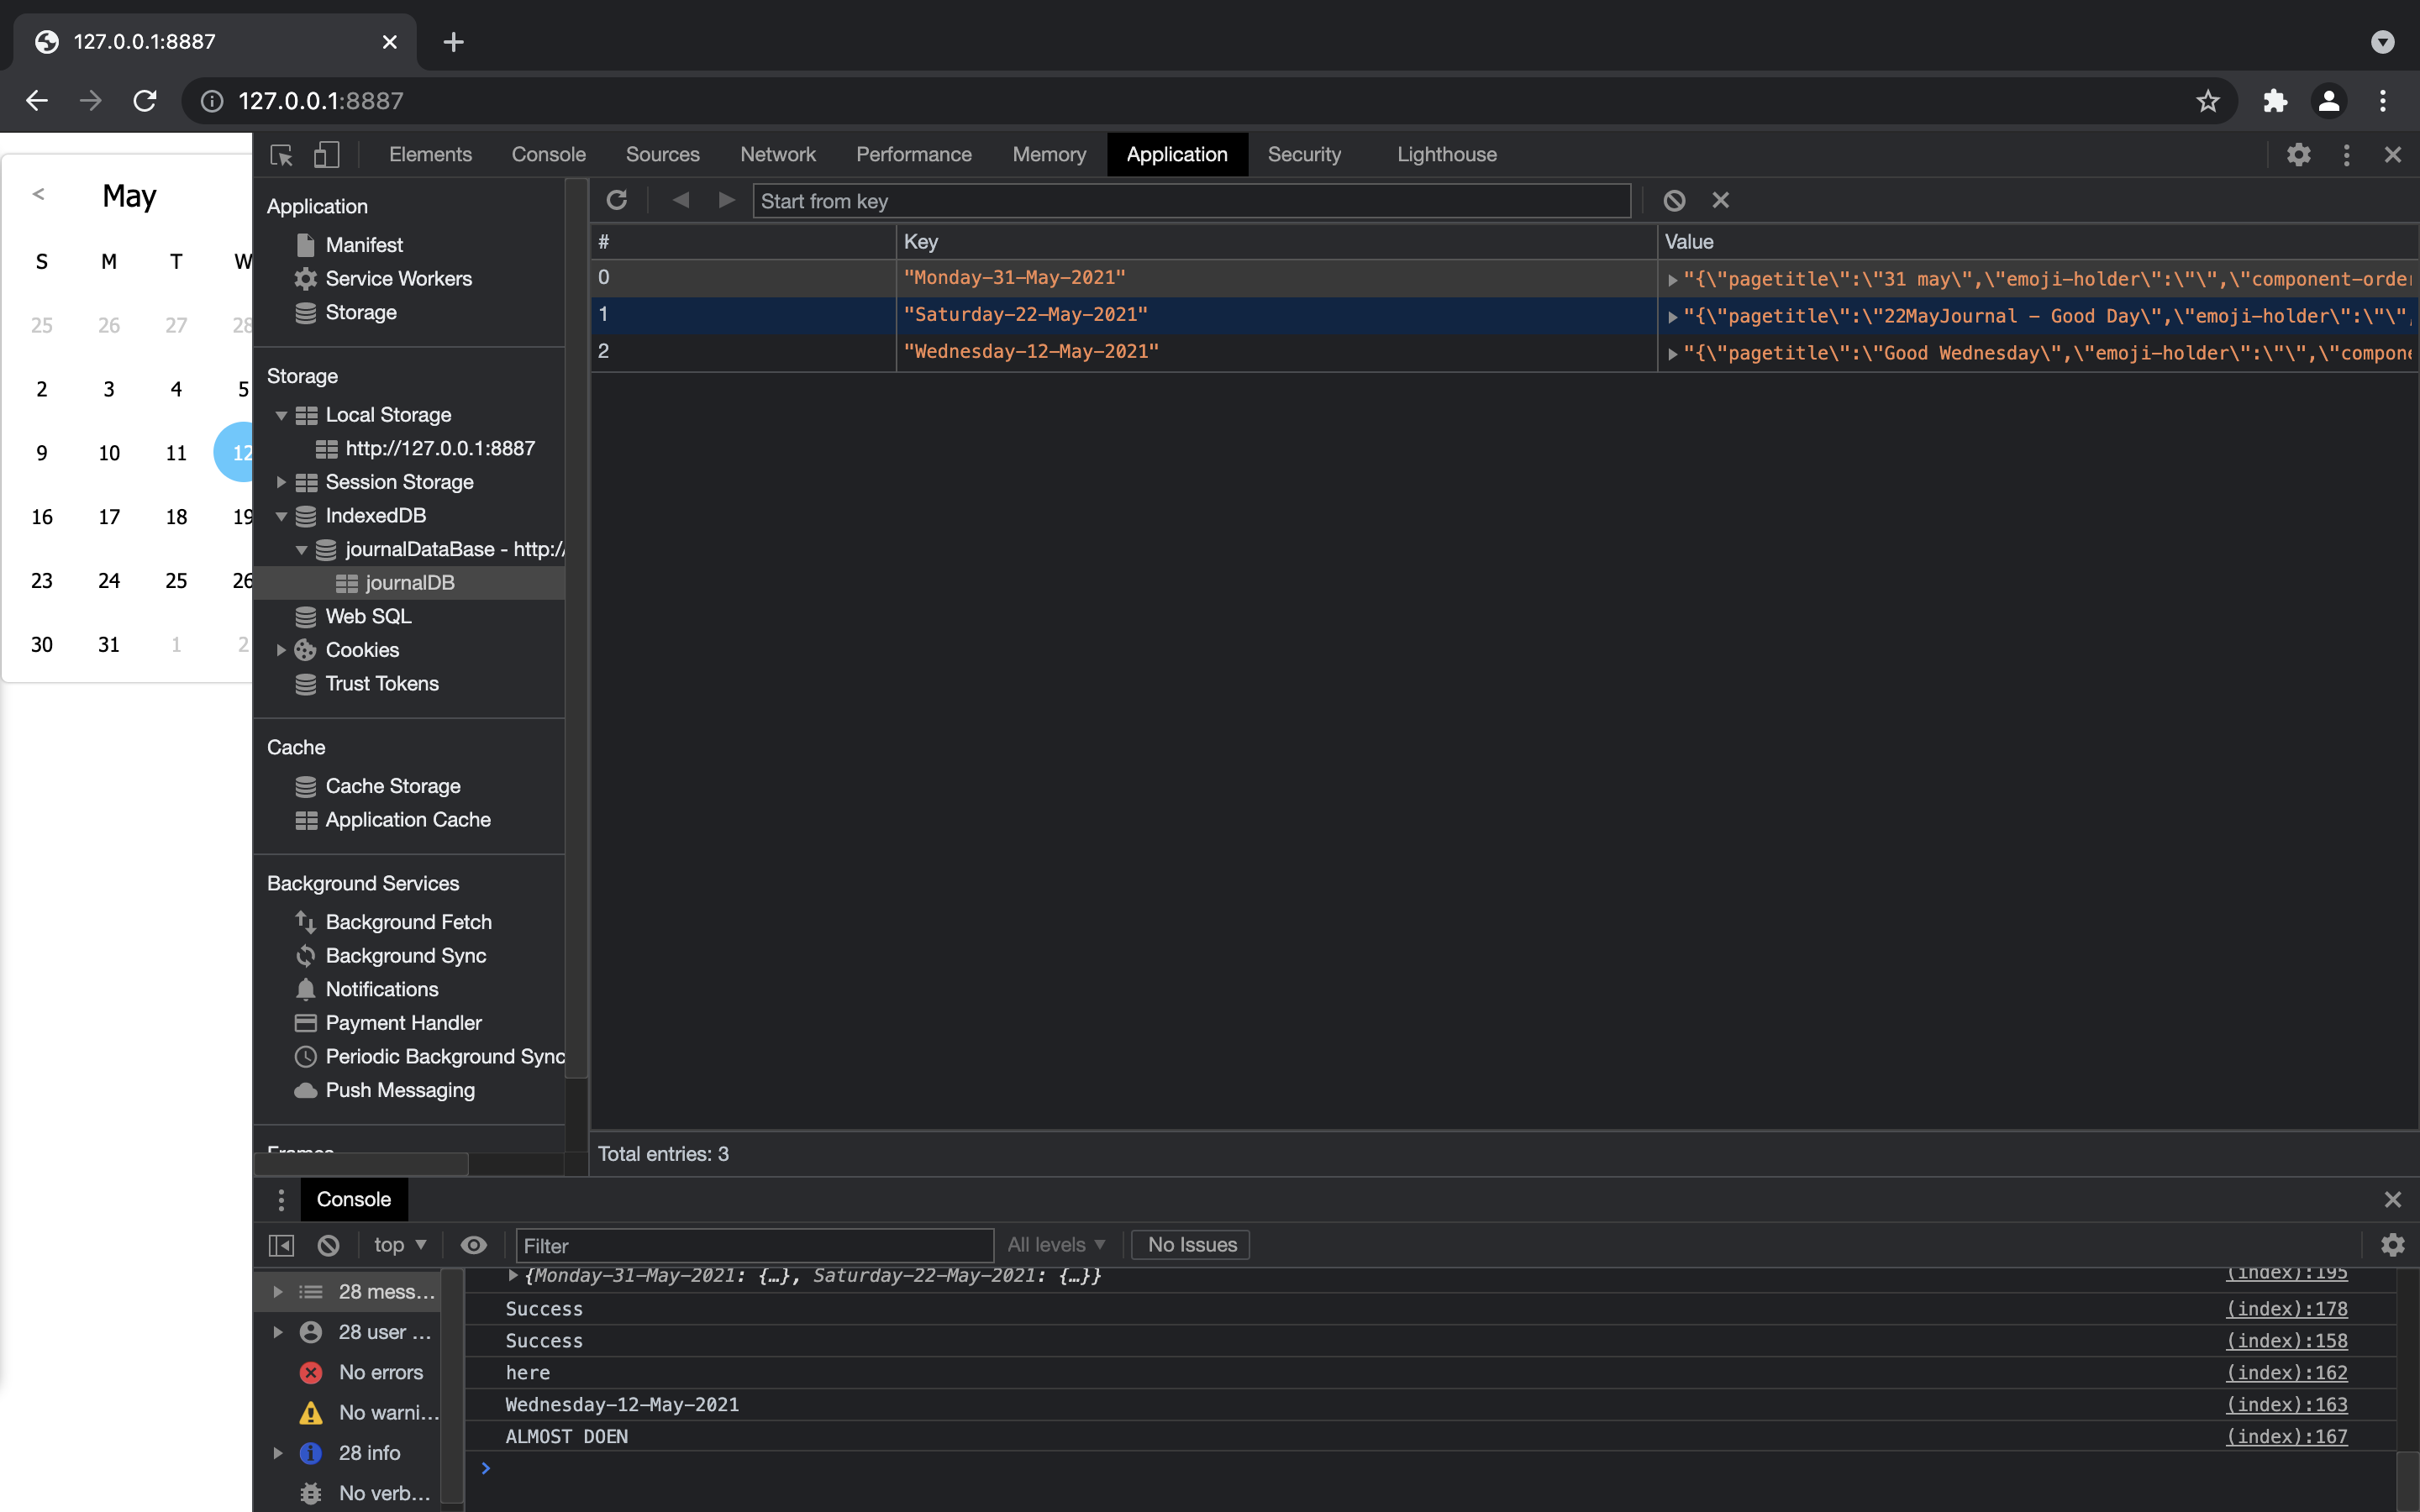 127.0.0.1:8887
127.0.0.1:8887
< May
S M T W
25 26 27 28
2 3 4 5
9 10 11 12
16 17 18 19
23 24 25 26
30 31 1 2
Elements Console Sources Network Performance Memory Application Security Lighthouse
Application
Manifest
Service Workers
Storage
Storage
Local Storage
http://127.0.0.1:8887
Session Storage
IndexedDB
journalDataBase - http:/
journalDB
Web SQL
Cookies
Trust Tokens
Cache
Cache Storage
Application Cache
Background Services
Background Fetch
Background Sync
Notifications
Payment Handler
Periodic Background Sync
Push Messaging
Frames
Start from key
# Key Value
0 "Monday-31-May-2021" "{\"pagetitle\":\"31 may\",\"emoji-holder\":\"\",\"component-order
1 "Saturday-22-May-2021" "{\"pagetitle\":\"22MayJournal - Good Day\",\"emoji-holder\":\"\",
2 "Wednesday-12-May-2021" "{\"pagetitle\":\"Good Wednesday\",\"emoji-holder\":\"\",\"compone
Total entries: 3
Console
top Filter All levels No Issues
28 mess…
28 user …
No errors
No warni…
28 info
No verb…
{Monday-31-May-2021: {…}, Saturday-22-May-2021: {…}} (index):195
Success (index):178
Success (index):158
here (index):162
Wednesday-12-May-2021 (index):163
ALMOST DOEN (index):167